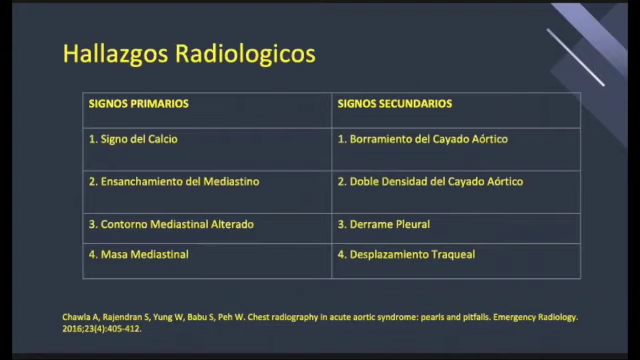 Hallazgos Radiologicos
SIGNOS PRIMARIOS
SIGNOS SECUNDARIOS
1. Signo del Calcio
1. Borramiento del Cayado Aórtico
2. Ensanchamiento del Mediastino
2. Doble Densidad del Cayado Aórtico
3. Contorno Mediastinal Alterado
3. Derrame Pleural
4. Masa Mediastinal
4. Desplazamiento Traqueal
Chawla A, Rajendran S, Yung W, Babu S, Peh W. Chest radiography in acute aortic syndrome: pearls and pitfalls. Emergency Radiology.
2016;23(4):405-412.